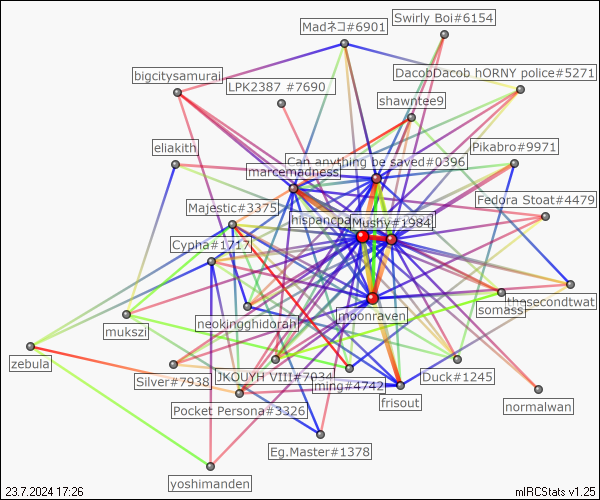 Swirly Boi#6154
Madネコ#6901
DacobDacob hORNY police#5271
bigcitysamurai
LPK2387 #7690
shawntee9
eliakith
Pikabro#9971
Can anything be saved#0396
marcemadness
Fedora Stoat#4479
Majestic#3375
hispancpa
Mushy#1984
Cypha#1717
thesecondtwat
somass
moonraven
neokingghidorah
mukszi
zebula
JKOUYH VIII#7034
Duck#1245
Silver#7938
ming#4742
frisout
normalwan
Pocket Persona#3326
Eg.Master#1378
yoshimanden
23.7.2024 17:26
mIRCStats v1.25